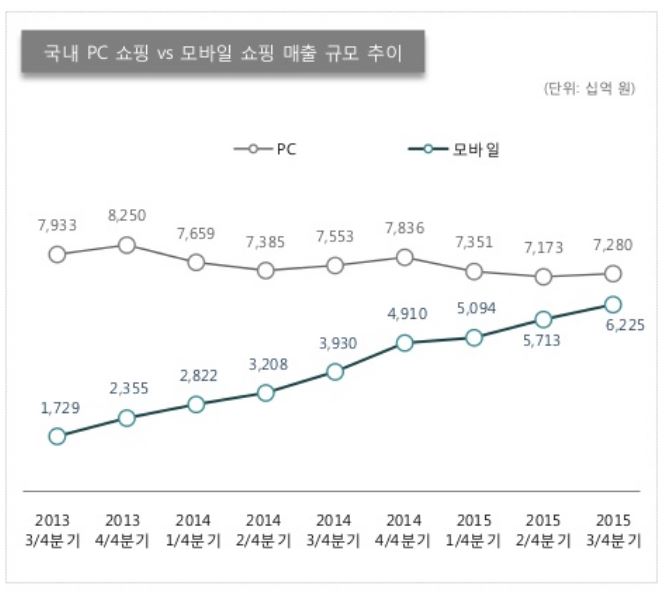 국내 PC 쇼핑 vs 모바일 쇼핑 매출 규모 추이
(단위: 십억 원)
PC 모바일
7,933 8,250 7,659 7,385 7,553 7,836 7,351 7,173 7,280
1,729 2,355 2,822 3,208 3,930 4,910 5,094 5,713 6,225
2013 2013 2014 2014 2014 2014 2015 2015 2015
3/4분기 4/4분기 1/4분기 2/4분기 3/4분기 4/4분기 1/4분기 2/4분기 3/4분기